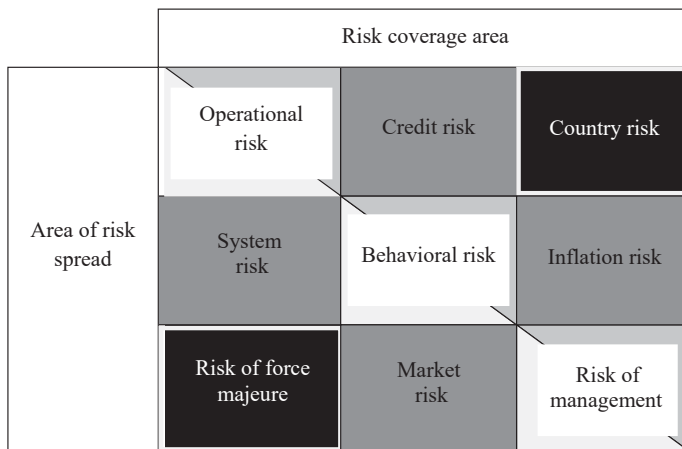 Risk coverage area
Area of risk
spread
Operational
risk
Credit risk
Country risk
System
risk
Behavioral risk
Inflation risk
Risk of force
majeure
Market
risk
Risk of
management